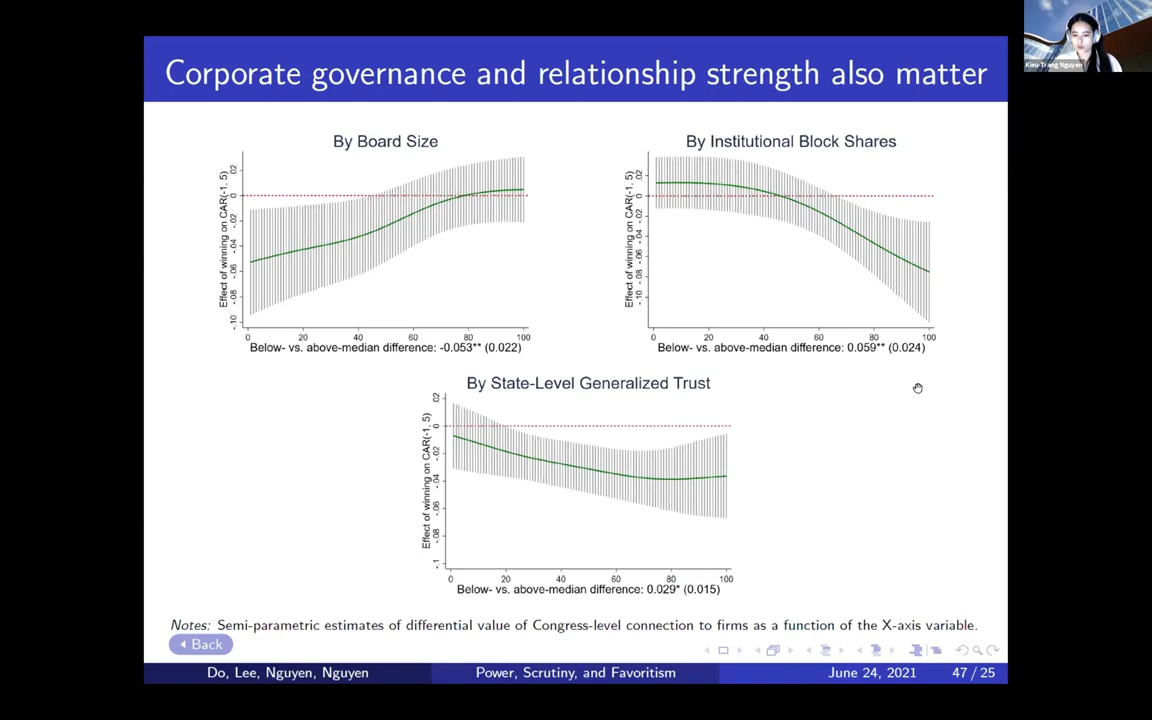 Kieu-Trang Nguyen
Corporate governance and relationship strength also matter
By Board Size
Effect of winning on CAR(-1, 5)
.02
0
-.02
-.04
-.06
-.08
-.10
0 20 40 60 80 100
Below- vs. above-median difference: -0.053** (0.022)
By Institutional Block Shares
Effect of winning on CAR(-1, 5)
.02
0
-.02
-.04
-.06
-.08
-.10
0 20 40 60 80 100
Below- vs. above-median difference: 0.059** (0.024)
By State-Level Generalized Trust
Effect of winning on CAR(-1, 5)
.02
0
-.02
-.04
-.06
-.08
-.1
0 20 40 60 80 100
Below- vs. above-median difference: 0.029* (0.015)
Notes: Semi-parametric estimates of differential value of Congress-level connection to firms as a function of the X-axis variable.
Back
Do, Lee, Nguyen, Nguyen Power, Scrutiny, and Favoritism June 24, 2021 47 / 25